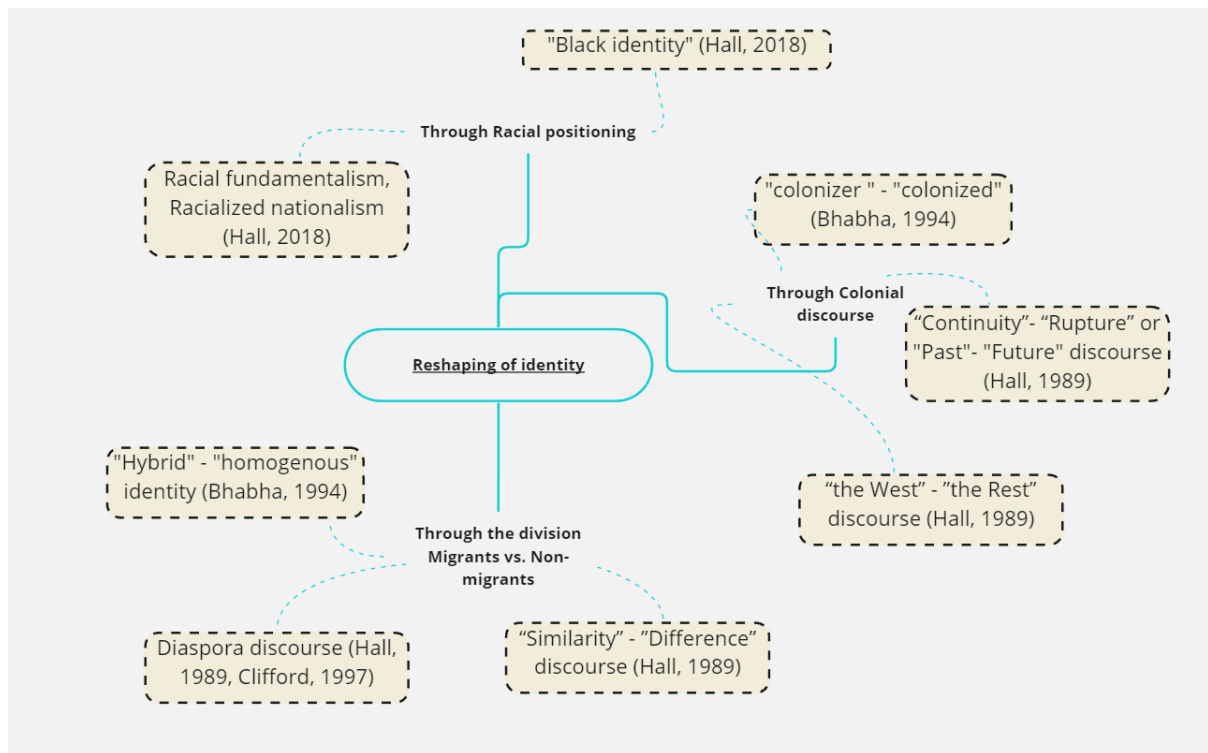 "Black identity" (Hall, 2018)
Through Racial positioning
Racial fundamentalism,
Racialized nationalism
(Hall, 2018)
"colonizer " - "colonized"
(Bhabha, 1994)
Through Colonial
discourse
“Continuity”- “Rupture” or
"Past"- "Future" discourse
(Hall, 1989)
Reshaping of identity
“the West” - ”the Rest”
discourse (Hall, 1989)
"Hybrid" - "homogenous"
identity (Bhabha, 1994)
Through the division
Migrants vs. Non-
migrants
Diaspora discourse (Hall,
1989, Clifford, 1997)
“Similarity” - ”Difference”
discourse (Hall, 1989)